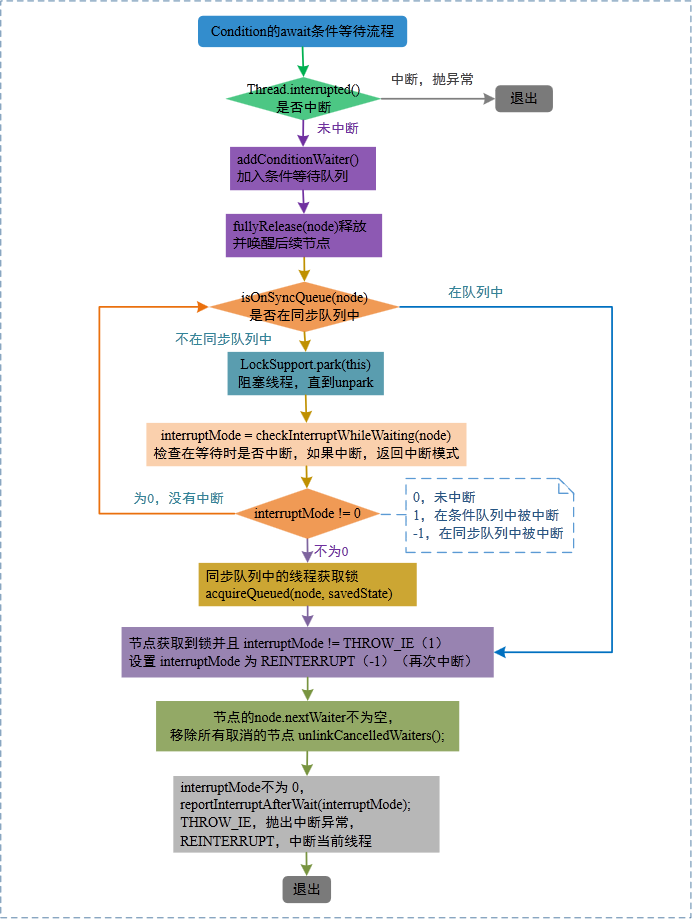 Condition的await条件等待流程
Thread.interrupted()
是否中断
中断，抛异常
退出
未中断
addConditionWaiter()
加入条件等待队列
fullyRelease(node)释放
并唤醒后续节点
isOnSyncQueue(node)
是否在同步队列中
在队列中
不在同步队列中
LockSupport.park(this)
阻塞线程，直到unpark
interruptMode = checkInterruptWhileWaiting(node)
检查在等待时是否中断，如果中断，返回中断模式
为0，没有中断
interruptMode != 0
0，未中断
1，在条件队列中被中断
-1，在同步队列中被中断
不为0
同步队列中的线程获取锁
acquireQueued(node, savedState)
节点获取到锁并且 interruptMode != THROW_IE（1）
设置 interruptMode 为 REINTERRUPT（-1）（再次中断）
节点的node.nextWaiter不为空，
移除所有取消的节点 unlinkCancelledWaiters();
interruptMode不为 0，
reportInterruptAfterWait(interruptMode);
THROW_IE，抛出中断异常，
REINTERRUPT，中断当前线程
退出